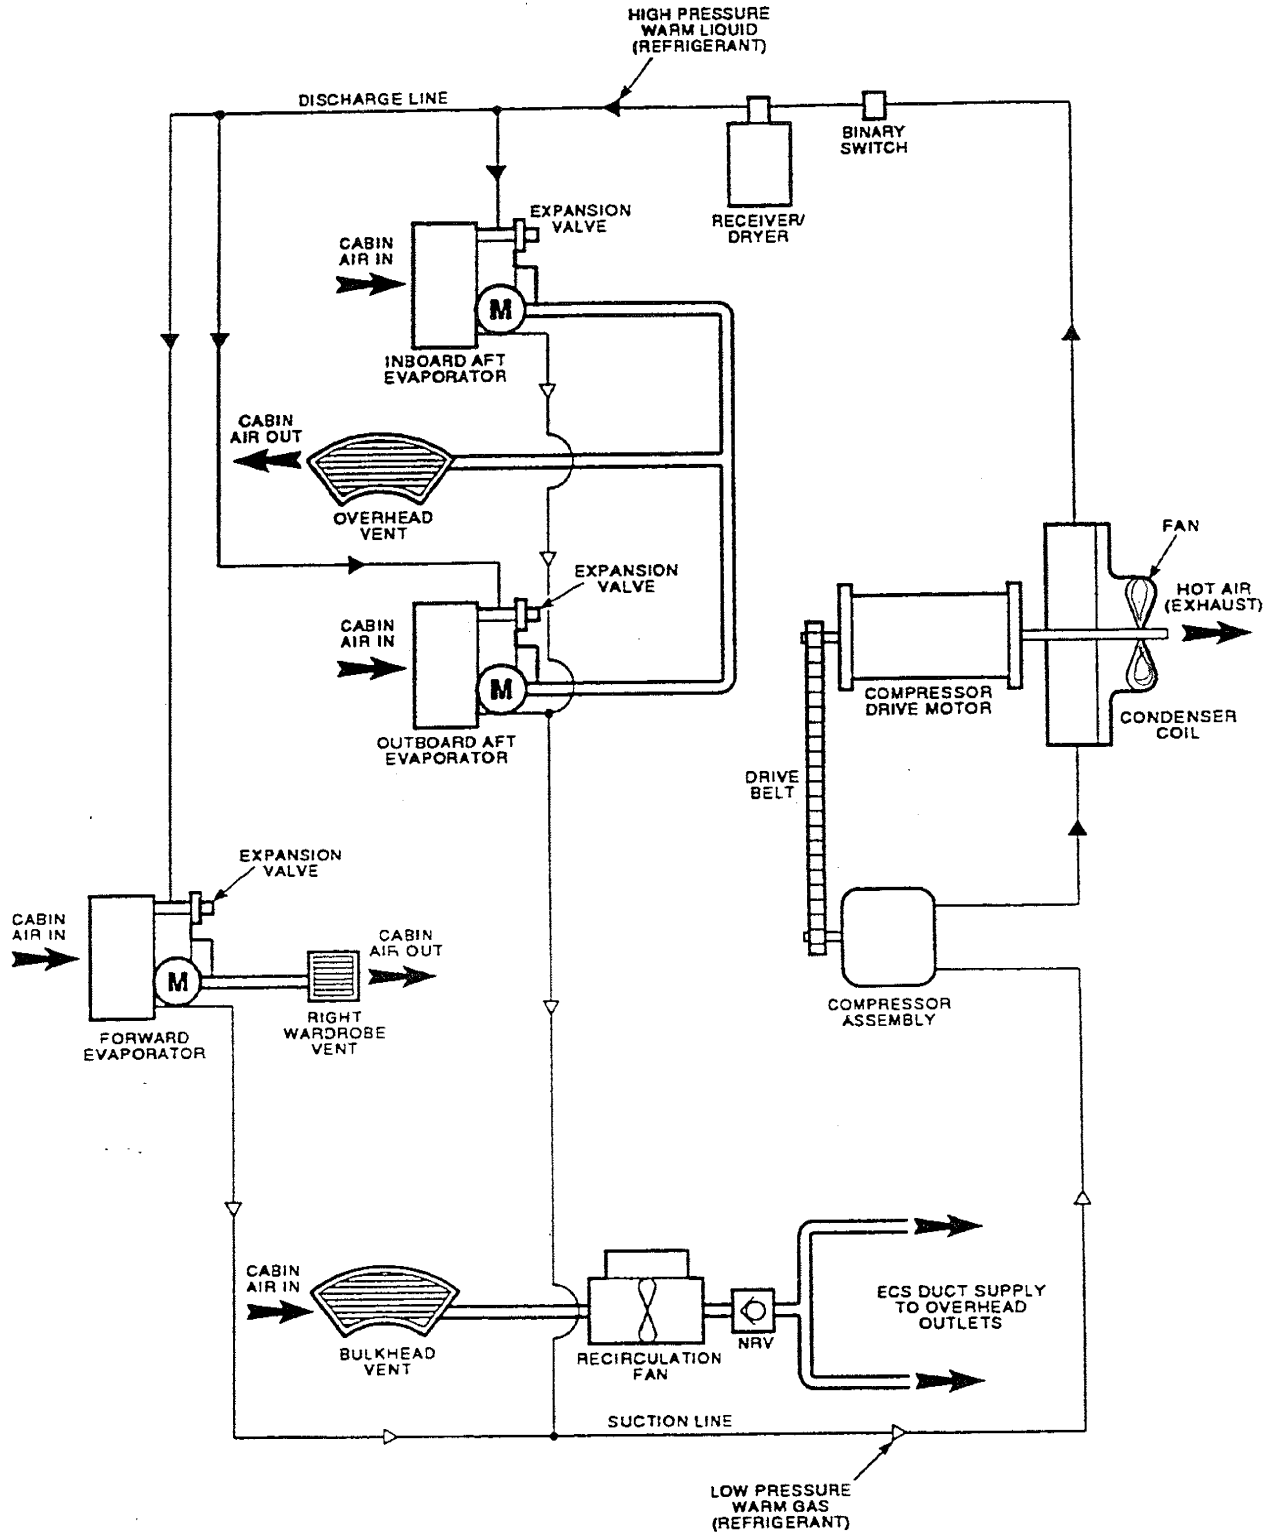 HIGH PRESSURE
WARM LIQUID
(REFRIGERANT)
DISCHARGE LINE
BINARY
SWITCH
RECEIVER/
DRYER
EXPANSION
VALVE
CABIN
AIR IN
M
INBOARD AFT
EVAPORATOR
CABIN
AIR OUT
OVERHEAD
VENT
FAN
HOT AIR
(EXHAUST)
EXPANSION
VALVE
CABIN
AIR IN
M
OUTBOARD AFT
EVAPORATOR
COMPRESSOR
DRIVE MOTOR
CONDENSER
COIL
DRIVE
BELT
EXPANSION
VALVE
CABIN
AIR IN
M
CABIN
AIR OUT
FORWARD
EVAPORATOR
RIGHT
WARDROBE
VENT
COMPRESSOR
ASSEMBLY
CABIN
AIR IN
BULKHEAD
VENT
RECIRCULATION
FAN
NRV
ECS DUCT SUPPLY
TO OVERHEAD
OUTLETS
SUCTION LINE
LOW PRESSURE
WARM GAS
(REFRIGERANT)